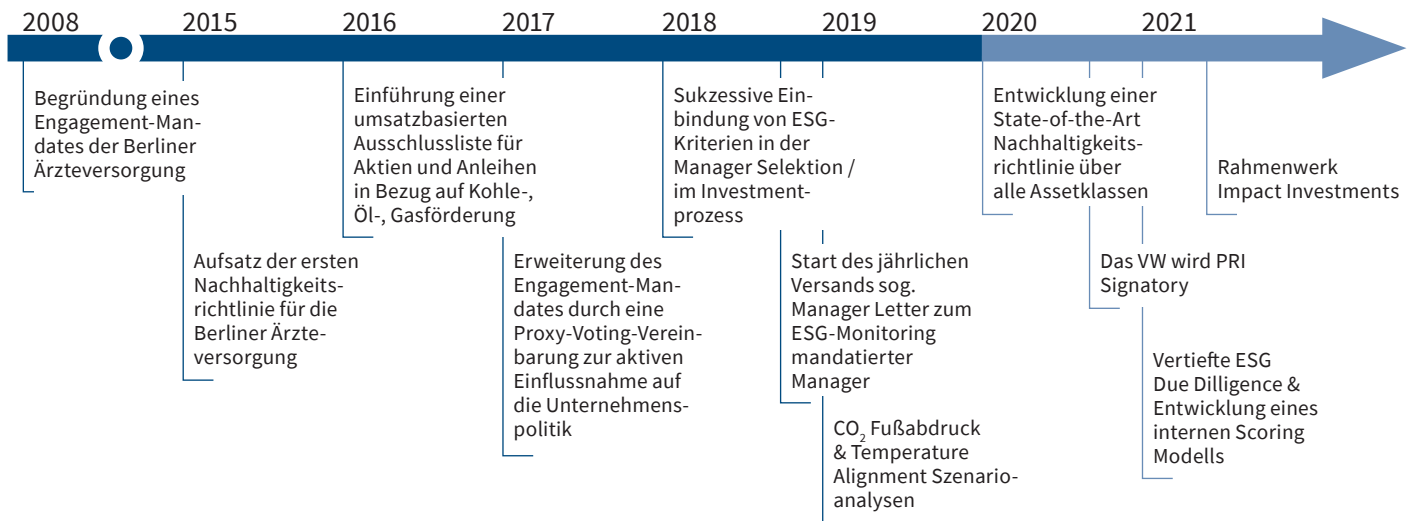 2008
2015
2016
2017
2018
2019
2020
2021
Begründung eines
Engagement-Man-
dates der Berliner
Ärzteversorgung
Aufsatz der ersten
Nachhaltigkeits-
richtlinie für die
Berliner Ärzte-
versorgung
Einführung einer
umsatzbasierten
Ausschlussliste für
Aktien und Anleihen
in Bezug auf Kohle-,
Öl-, Gasförderung
Erweiterung des
Engagement-Man-
dates durch eine
Proxy-Voting-Verein-
barung zur aktiven
Einflussnahme auf
die Unternehmens-
politik
Sukzessive Ein-
bindung von ESG-
Kriterien in der
Manager Selektion /
im Investment-
prozess
Start des jährlichen
Versands sog.
Manager Letter zum
ESG-Monitoring
mandatierter
Manager
CO₂ Fußabdruck
& Temperature
Alignment Szenario-
analysen
Entwicklung einer
State-of-the-Art
Nachhaltigkeits-
richtlinie über
alle Assetklassen
Das VW wird PRI
Signatory
Vertiefte ESG
Due Dilligence &
Entwicklung eines
internen Scoring
Modells
Rahmenwerk
Impact Investments